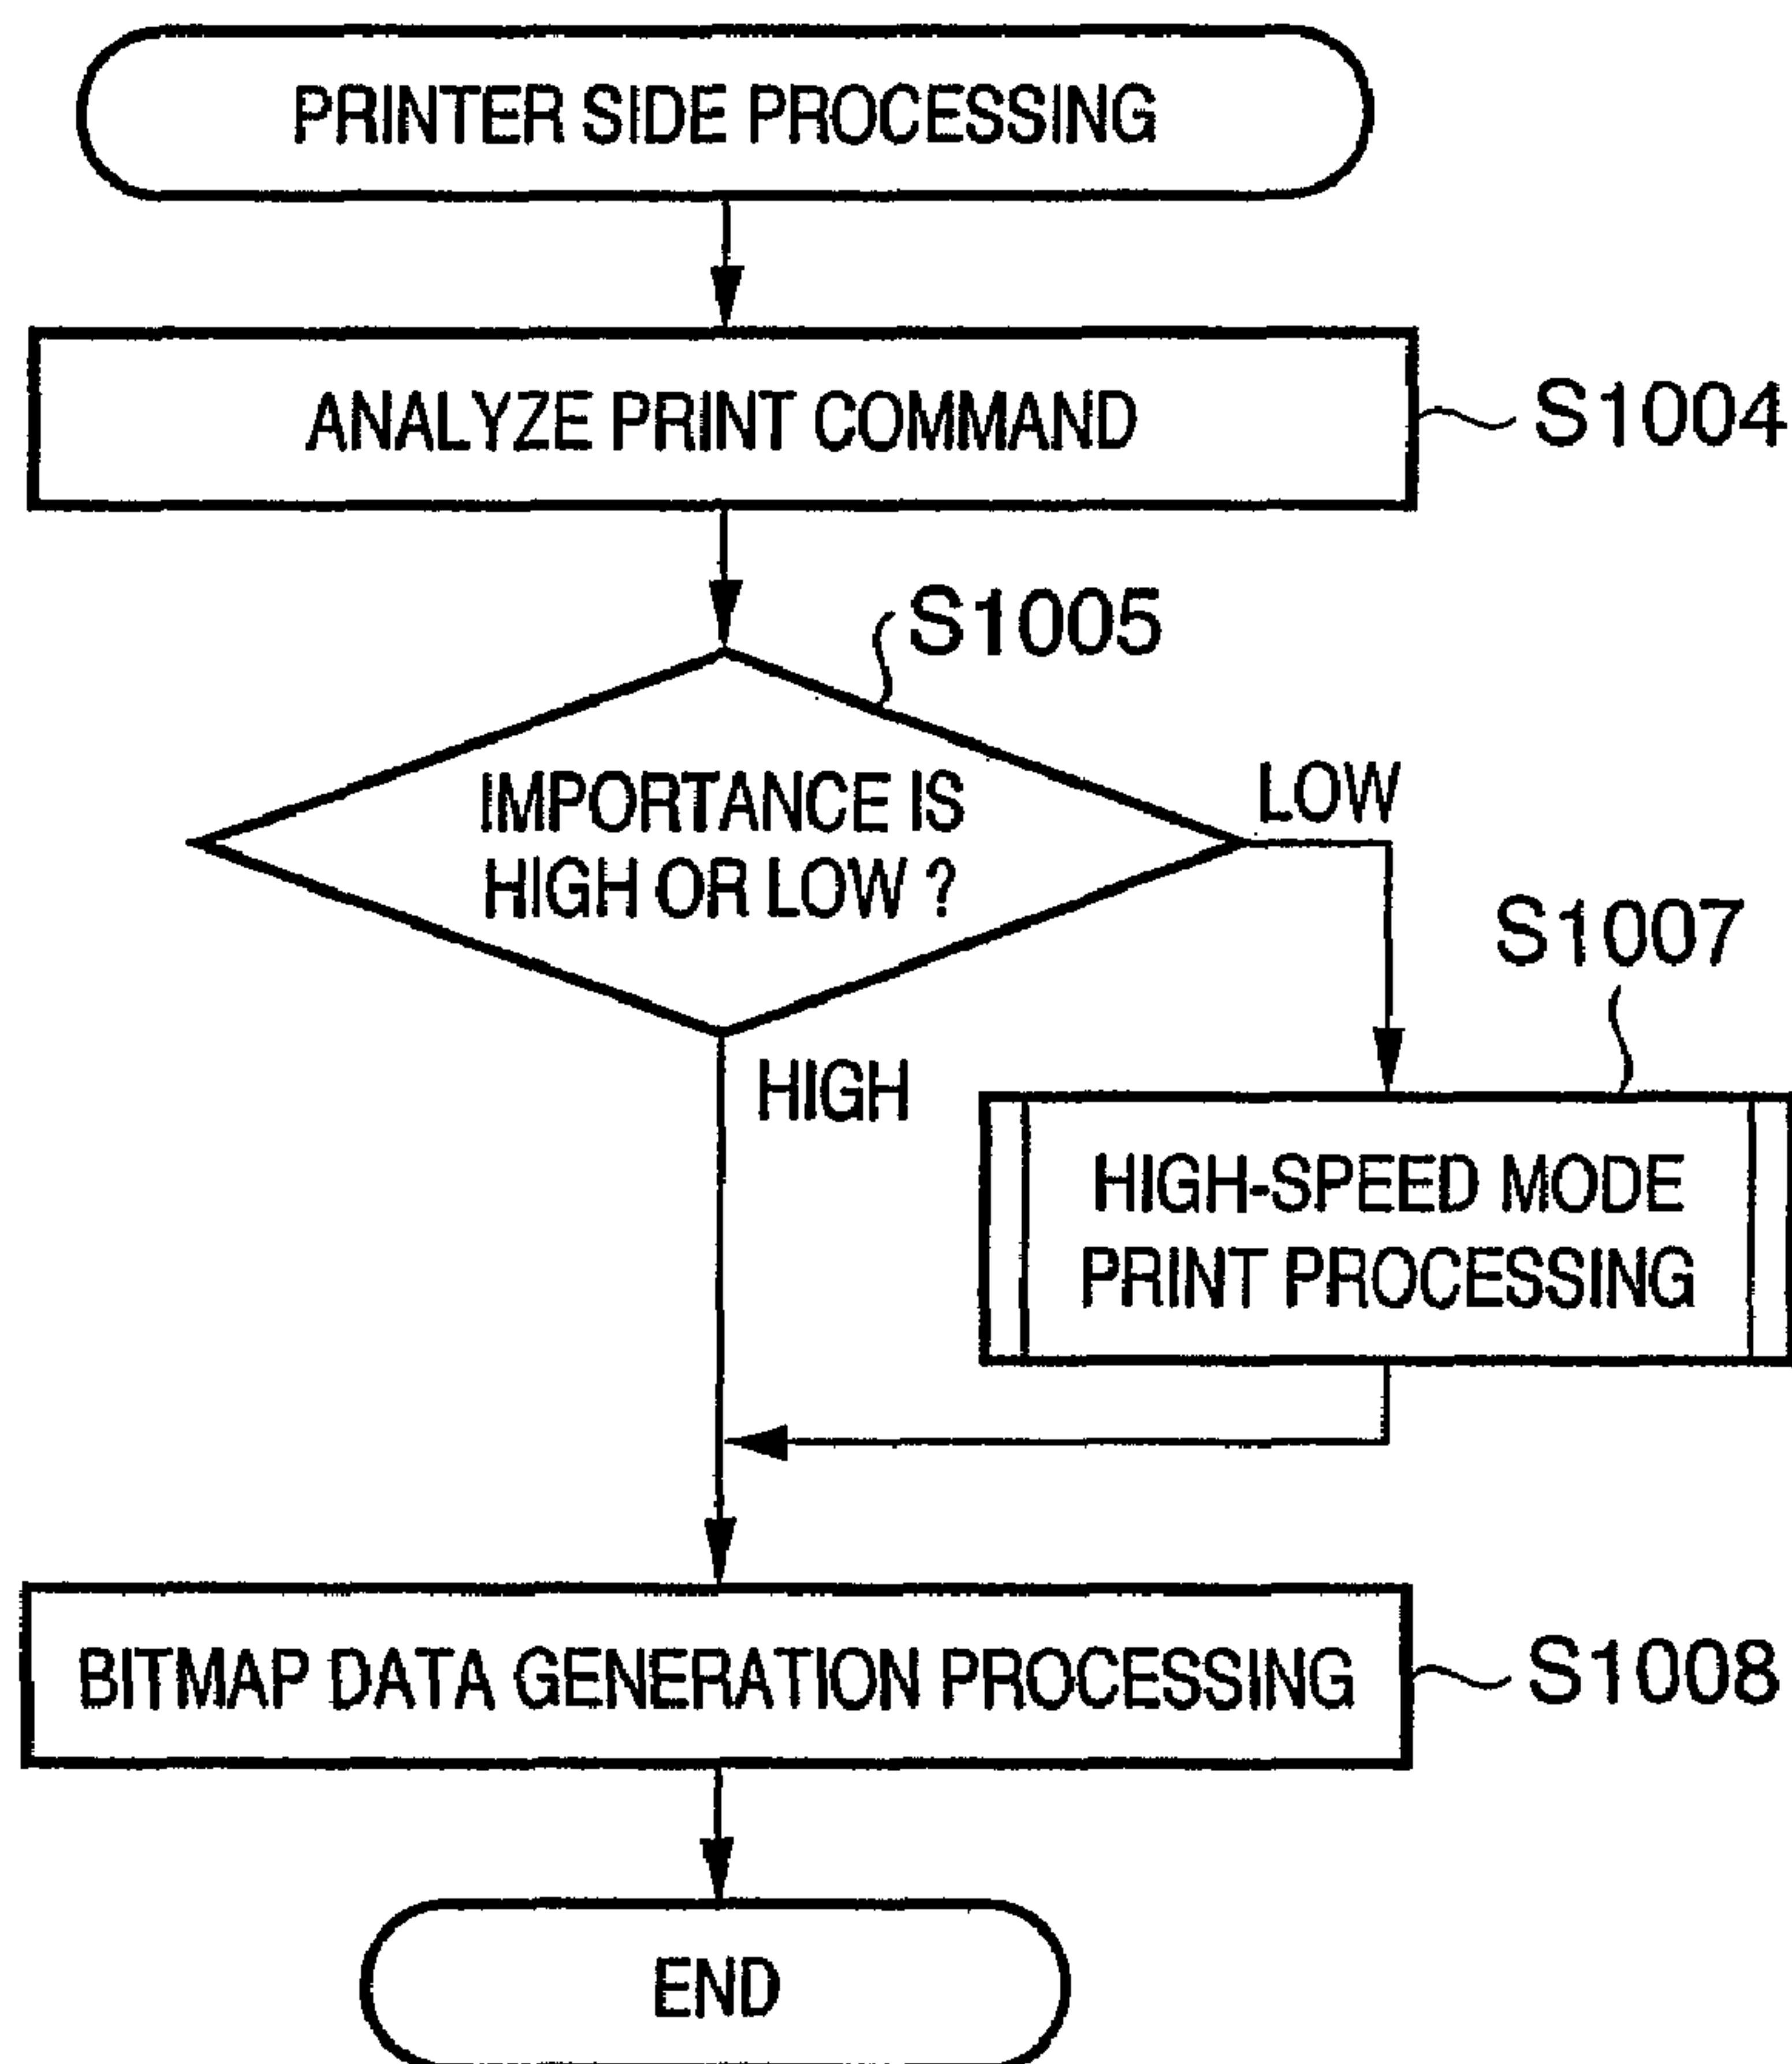 PRINTER SIDE PROCESSING
ANALYZE PRINT COMMAND
S1004
S1005
IMPORTANCE IS
HIGH OR LOW ?
LOW
S1007
HIGH
HIGH-SPEED MODE
PRINT PROCESSING
BITMAP DATA GENERATION PROCESSING
S1008
END